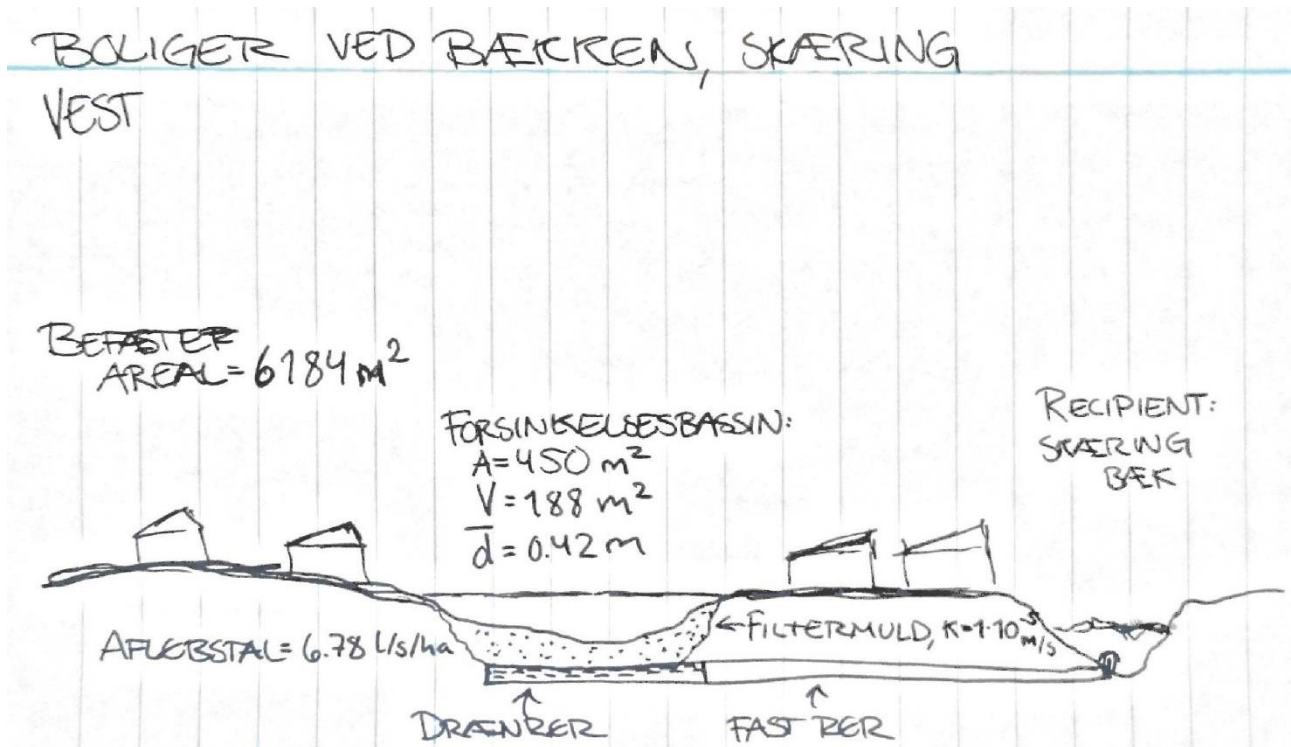 BOLIGER VED BÆKKEN, SKÆRING
VEST
BEFÆSTET
AREAL = 6184 m²
FORSINKELSESBASSIN:
A = 450 m²
V = 188 m²
d̅ = 0.42 m
RECIPIENT:
SKÆRING
BÆK
AFLØBSTAL = 6.78 l/s/ha
← FILTERMULD, K = 1·10⁻⁵ m/s
DRÆNRØR
FAST RØR